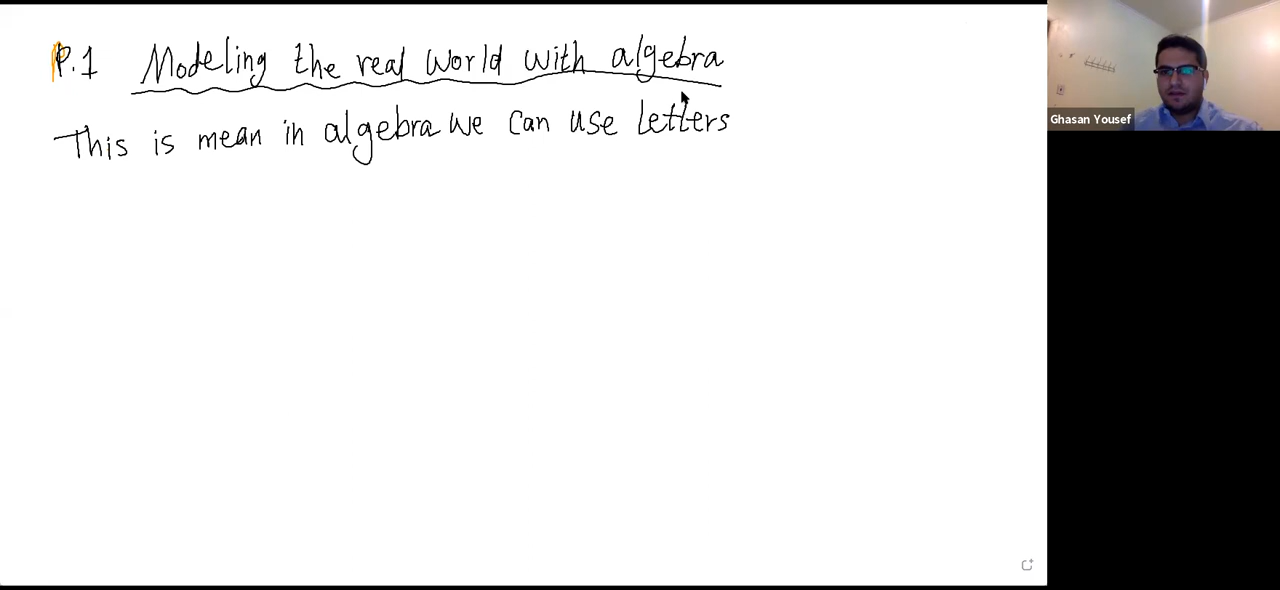 P.1 Modeling the real world with algebra
This is mean in algebra we can use letters
Ghasan Yousef